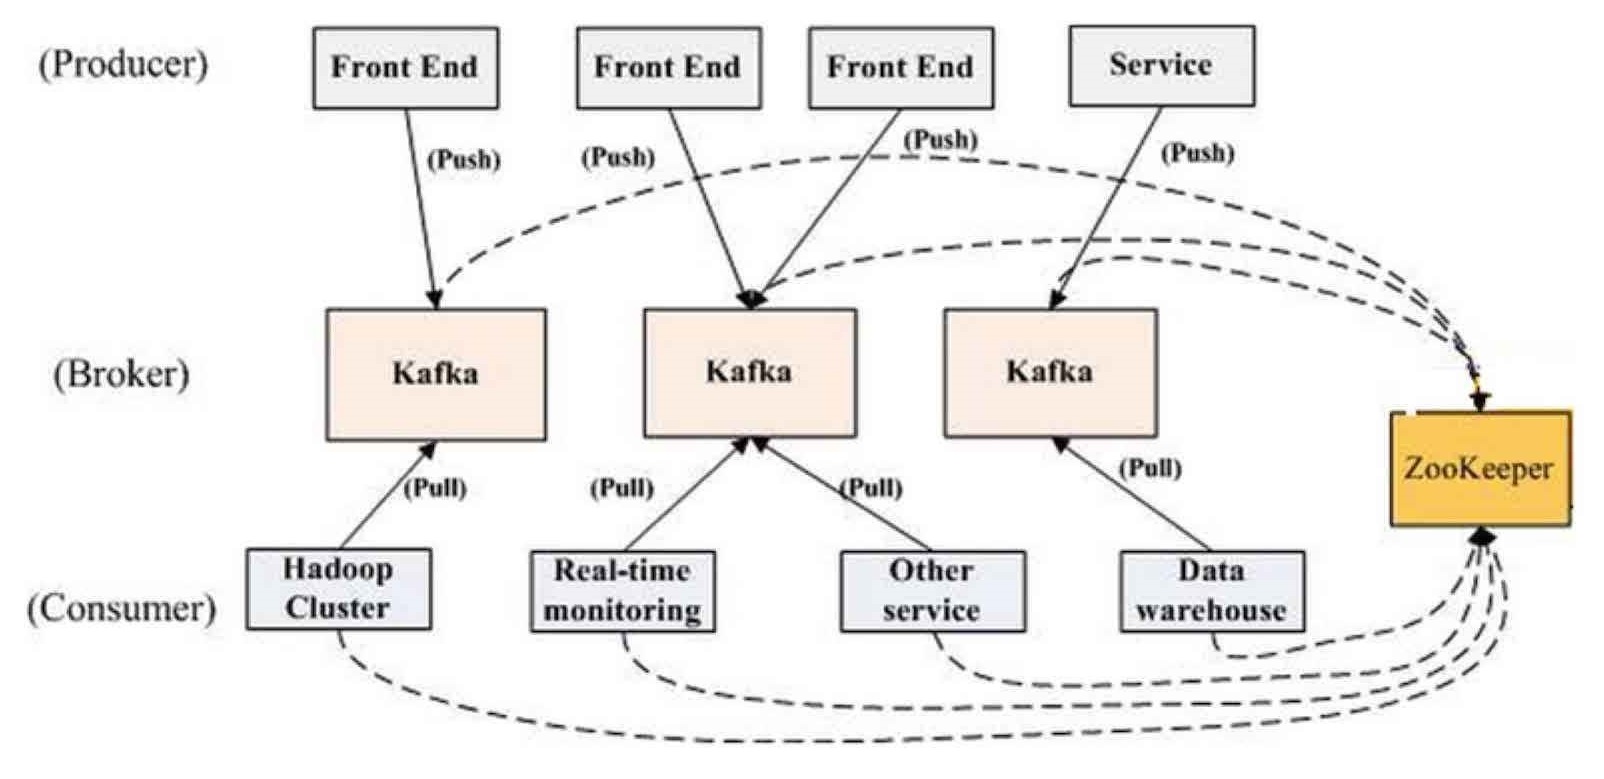 (Producer)
Front End
Front End
Front End
Service
(Push)
(Push)
(Push)
(Push)
(Broker)
Kafka
Kafka
Kafka
ZooKeeper
(Pull)
(Pull)
(Pull)
(Pull)
(Consumer)
Hadoop
Cluster
Real-time
monitoring
Other
service
Data
warehouse